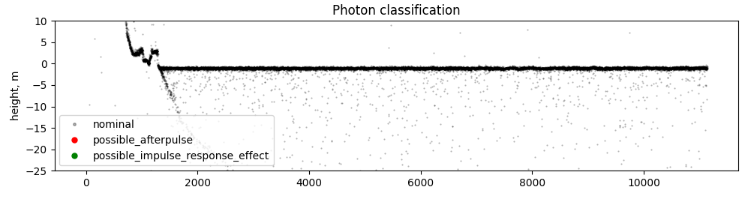 Photon classification
height, m
10
5
0
−5
−10
−15
−20
−25
nominal
possible_afterpulse
possible_impulse_response_effect
0
2000
4000
6000
8000
10000